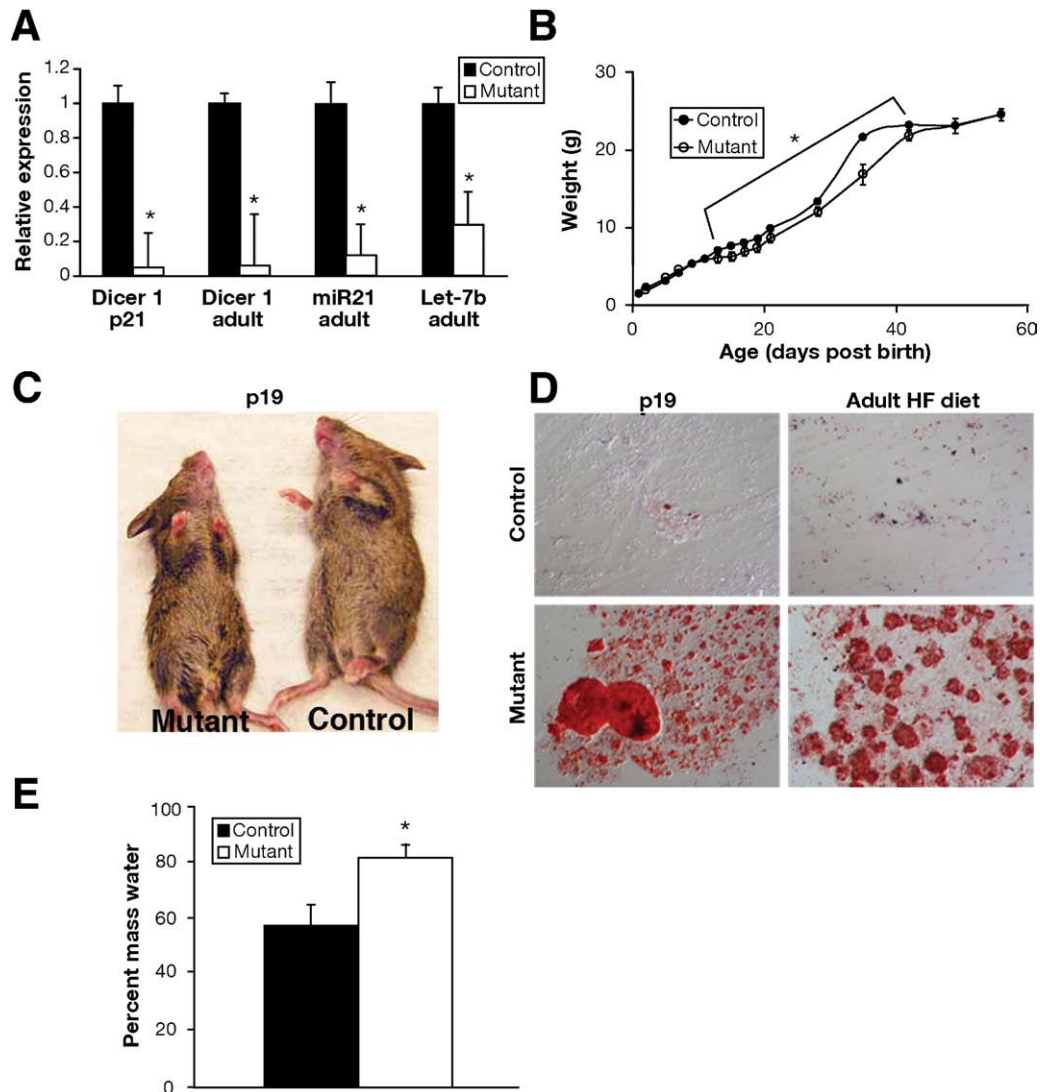 A
Relative expression
1.2
1
0.8
0.6
0.4
0.2
0
Control
Mutant
*
*
*
*
Dicer 1 p21
Dicer 1 adult
miR21 adult
Let-7b adult
B
Weight (g)
30
20
10
0
Control
Mutant
*
0
20
40
60
Age (days post birth)
C
p19
Mutant
Control
D
p19
Adult HF diet
Control
Mutant
E
Percent mass water
100
80
60
40
20
0
Control
Mutant
*